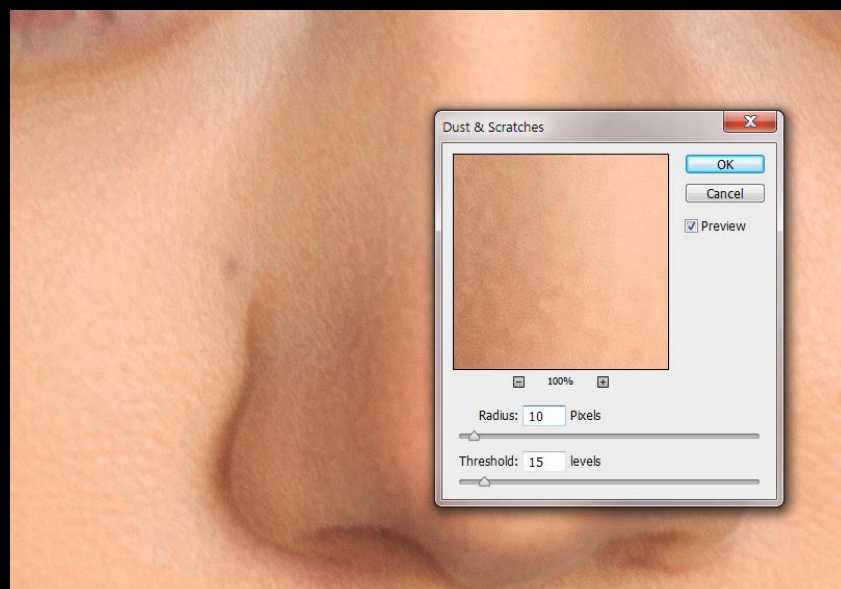 Dust & Scratches
OK
Cancel
Preview
100%
Radius: 10 Pixels
Threshold: 15 levels